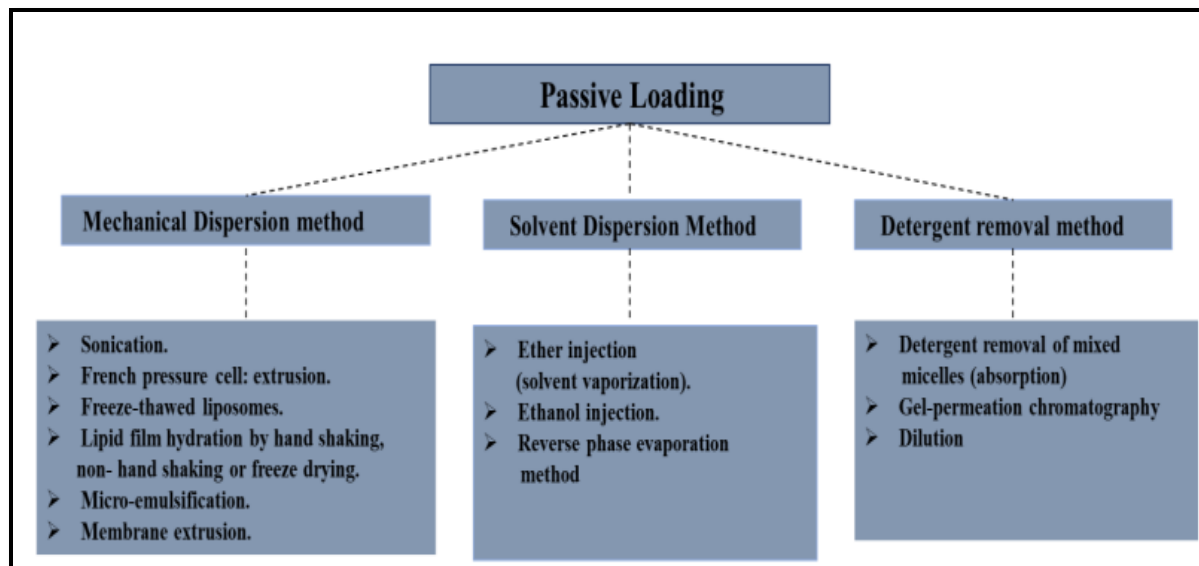 Passive Loading
Mechanical Dispersion method
Solvent Dispersion Method
Detergent removal method
➤ Sonication.
➤ French pressure cell: extrusion.
➤ Freeze-thawed liposomes.
➤ Lipid film hydration by hand shaking,
non- hand shaking or freeze drying.
➤ Micro-emulsification.
➤ Membrane extrusion.
➤ Ether injection
(solvent vaporization).
➤ Ethanol injection.
➤ Reverse phase evaporation
method
➤ Detergent removal of mixed
micelles (absorption)
➤ Gel-permeation chromatography
➤ Dilution